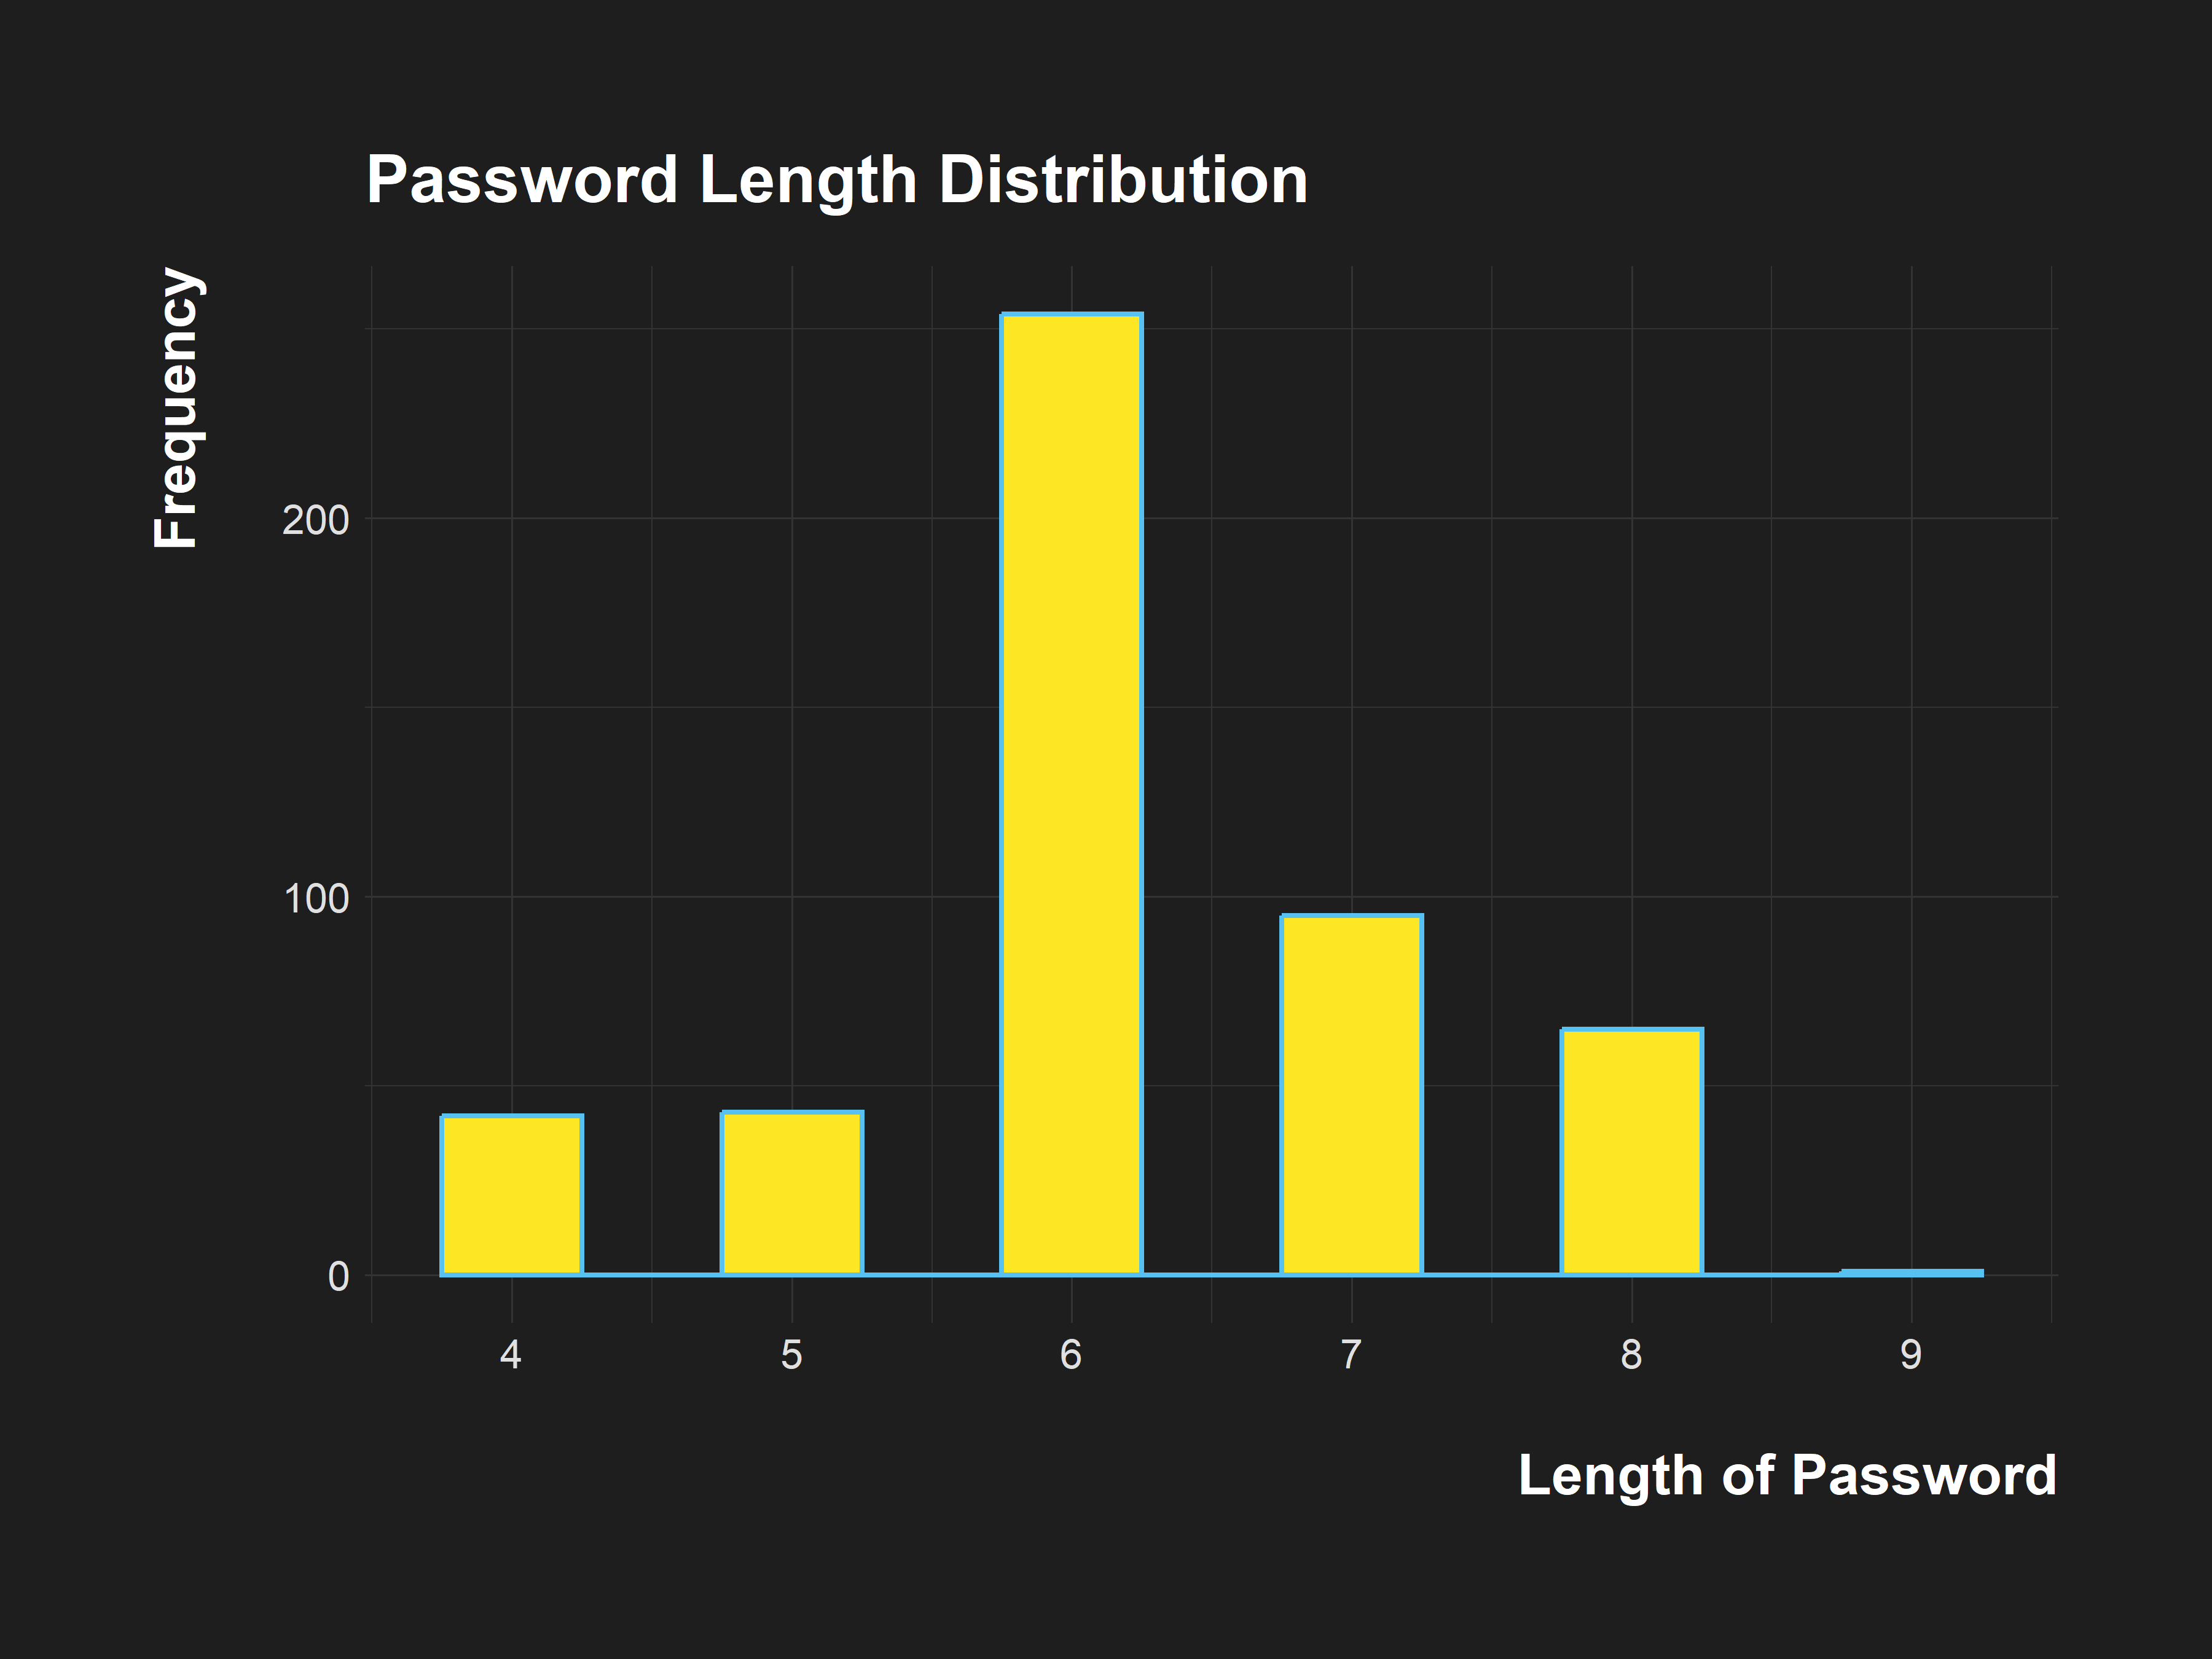 Password Length Distribution
Frequency
200
100
0
4 5 6 7 8 9
Length of Password